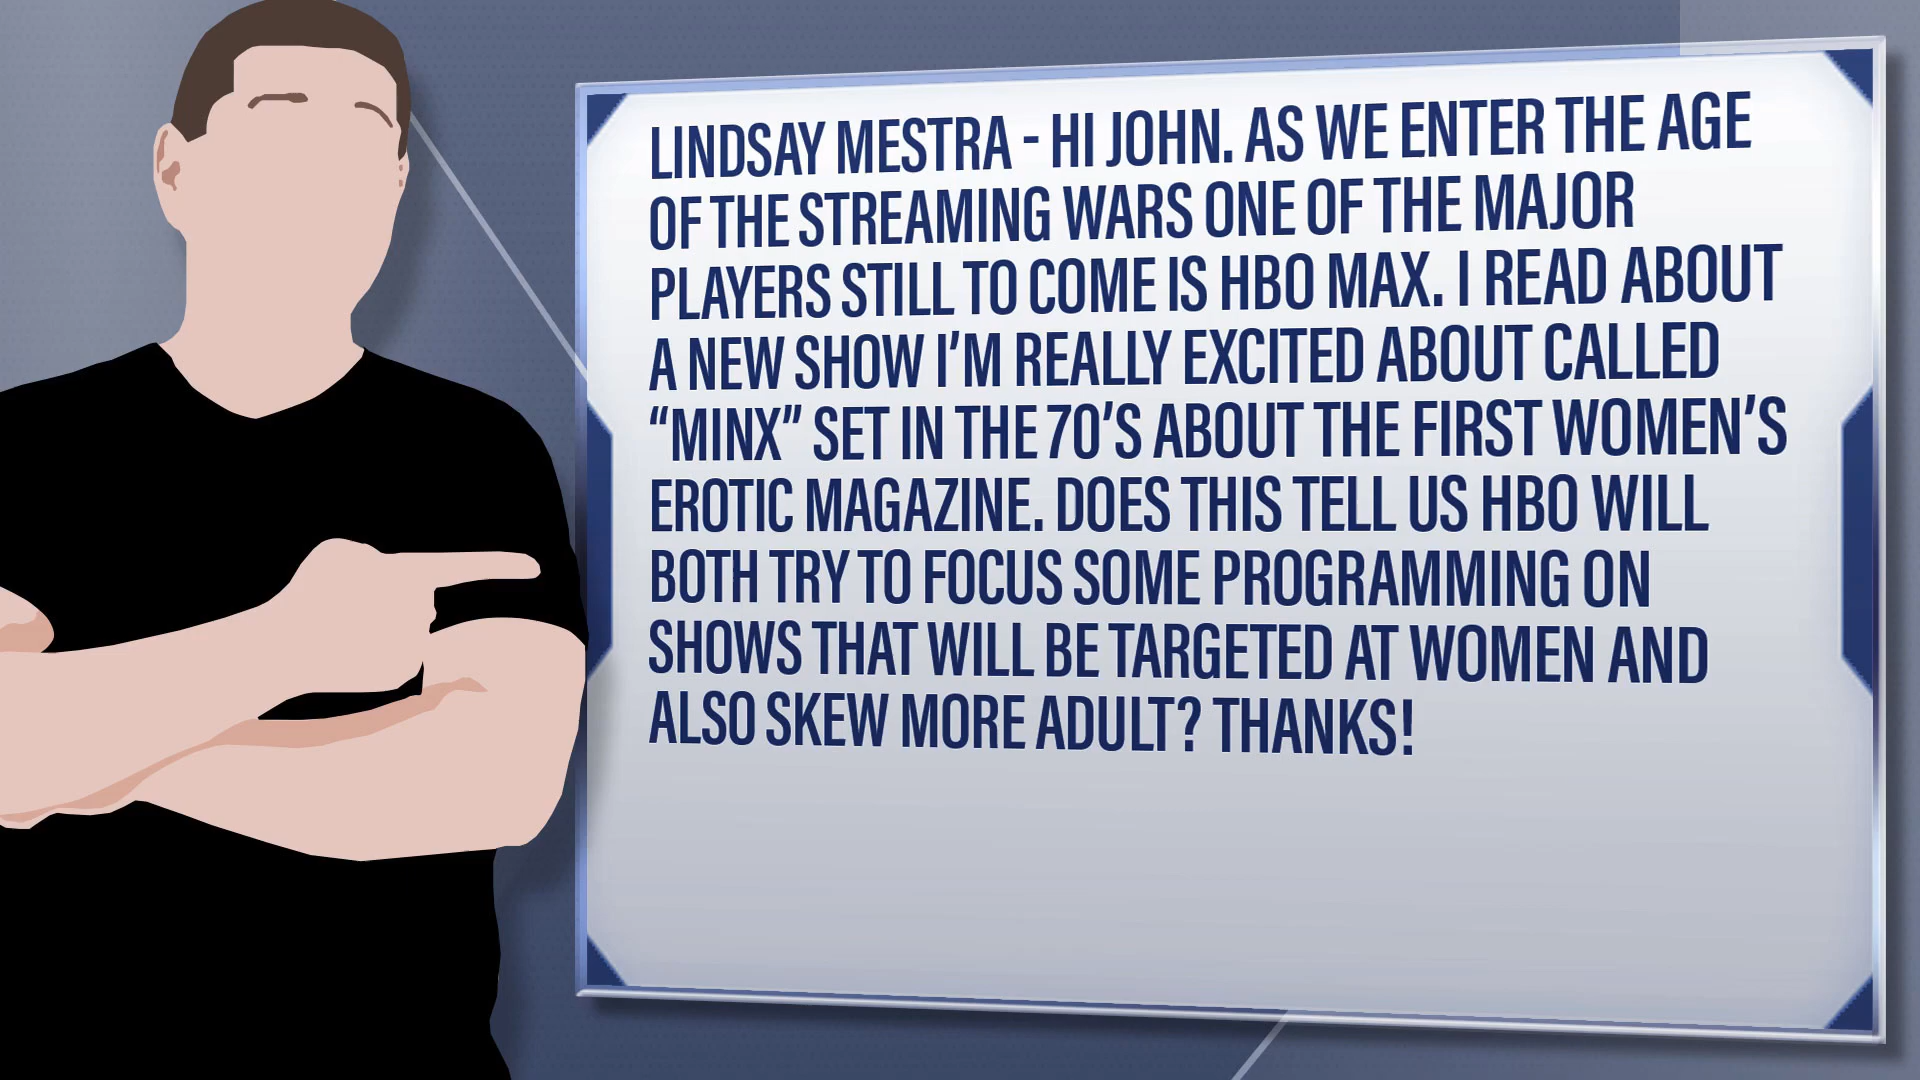 LINDSAY MESTRA - HI JOHN. AS WE ENTER THE AGE
OF THE STREAMING WARS ONE OF THE MAJOR
PLAYERS STILL TO COME IS HBO MAX. I READ ABOUT
A NEW SHOW I'M REALLY EXCITED ABOUT CALLED
“MINX” SET IN THE 70'S ABOUT THE FIRST WOMEN'S
EROTIC MAGAZINE. DOES THIS TELL US HBO WILL
BOTH TRY TO FOCUS SOME PROGRAMMING ON
SHOWS THAT WILL BE TARGETED AT WOMEN AND
ALSO SKEW MORE ADULT? THANKS!